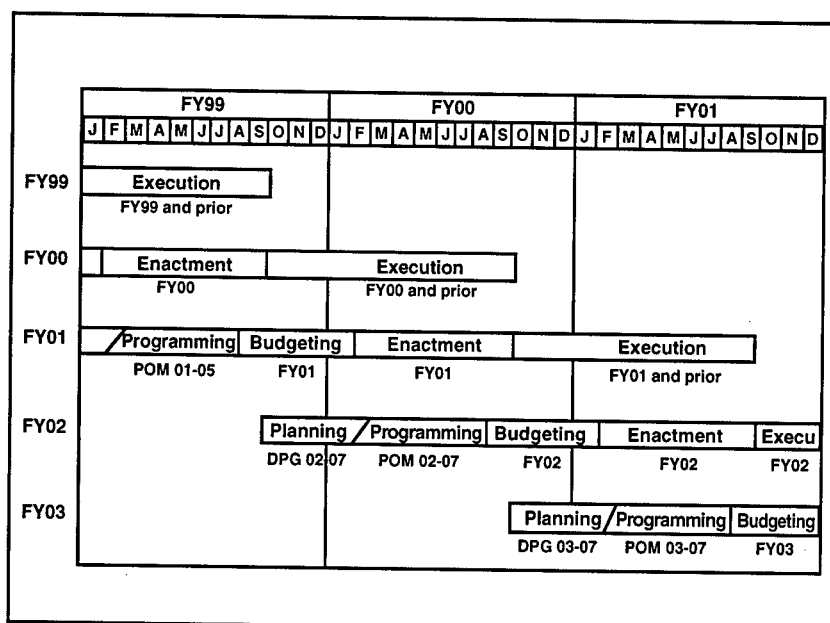 FY99 FY00 FY01
J F M A M J J A S O N D J F M A M J J A S O N D J F M A M J J A S O N D
FY99 Execution
FY99 and prior
FY00 Enactment Execution
FY00 FY00 and prior
FY01 Programming Budgeting Enactment Execution
POM 01-05 FY01 FY01 FY01 and prior
FY02 Planning Programming Budgeting Enactment Execu
DPG 02-07 POM 02-07 FY02 FY02 FY02
FY03 Planning Programming Budgeting
DPG 03-07 POM 03-07 FY03